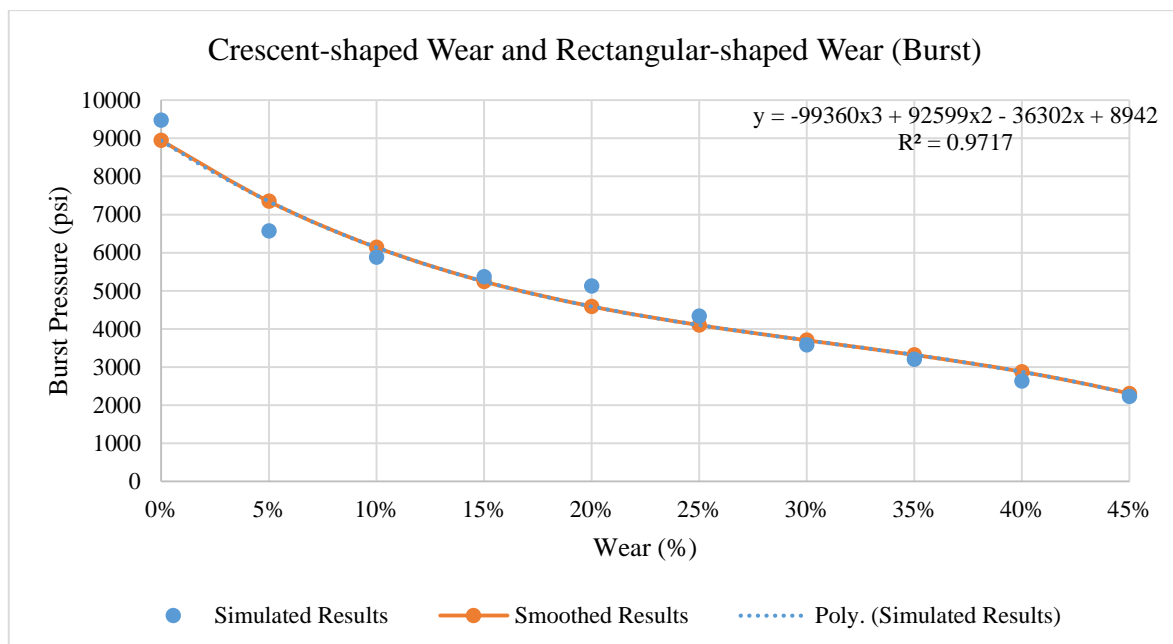 Crescent-shaped Wear and Rectangular-shaped Wear (Burst)
y = -99360x3 + 92599x2 - 36302x + 8942
R² = 0.9717
Burst Pressure (psi)
10000
9000
8000
7000
6000
5000
4000
3000
2000
1000
0
0% 5% 10% 15% 20% 25% 30% 35% 40% 45%
Wear (%)
Simulated Results Smoothed Results Poly. (Simulated Results)